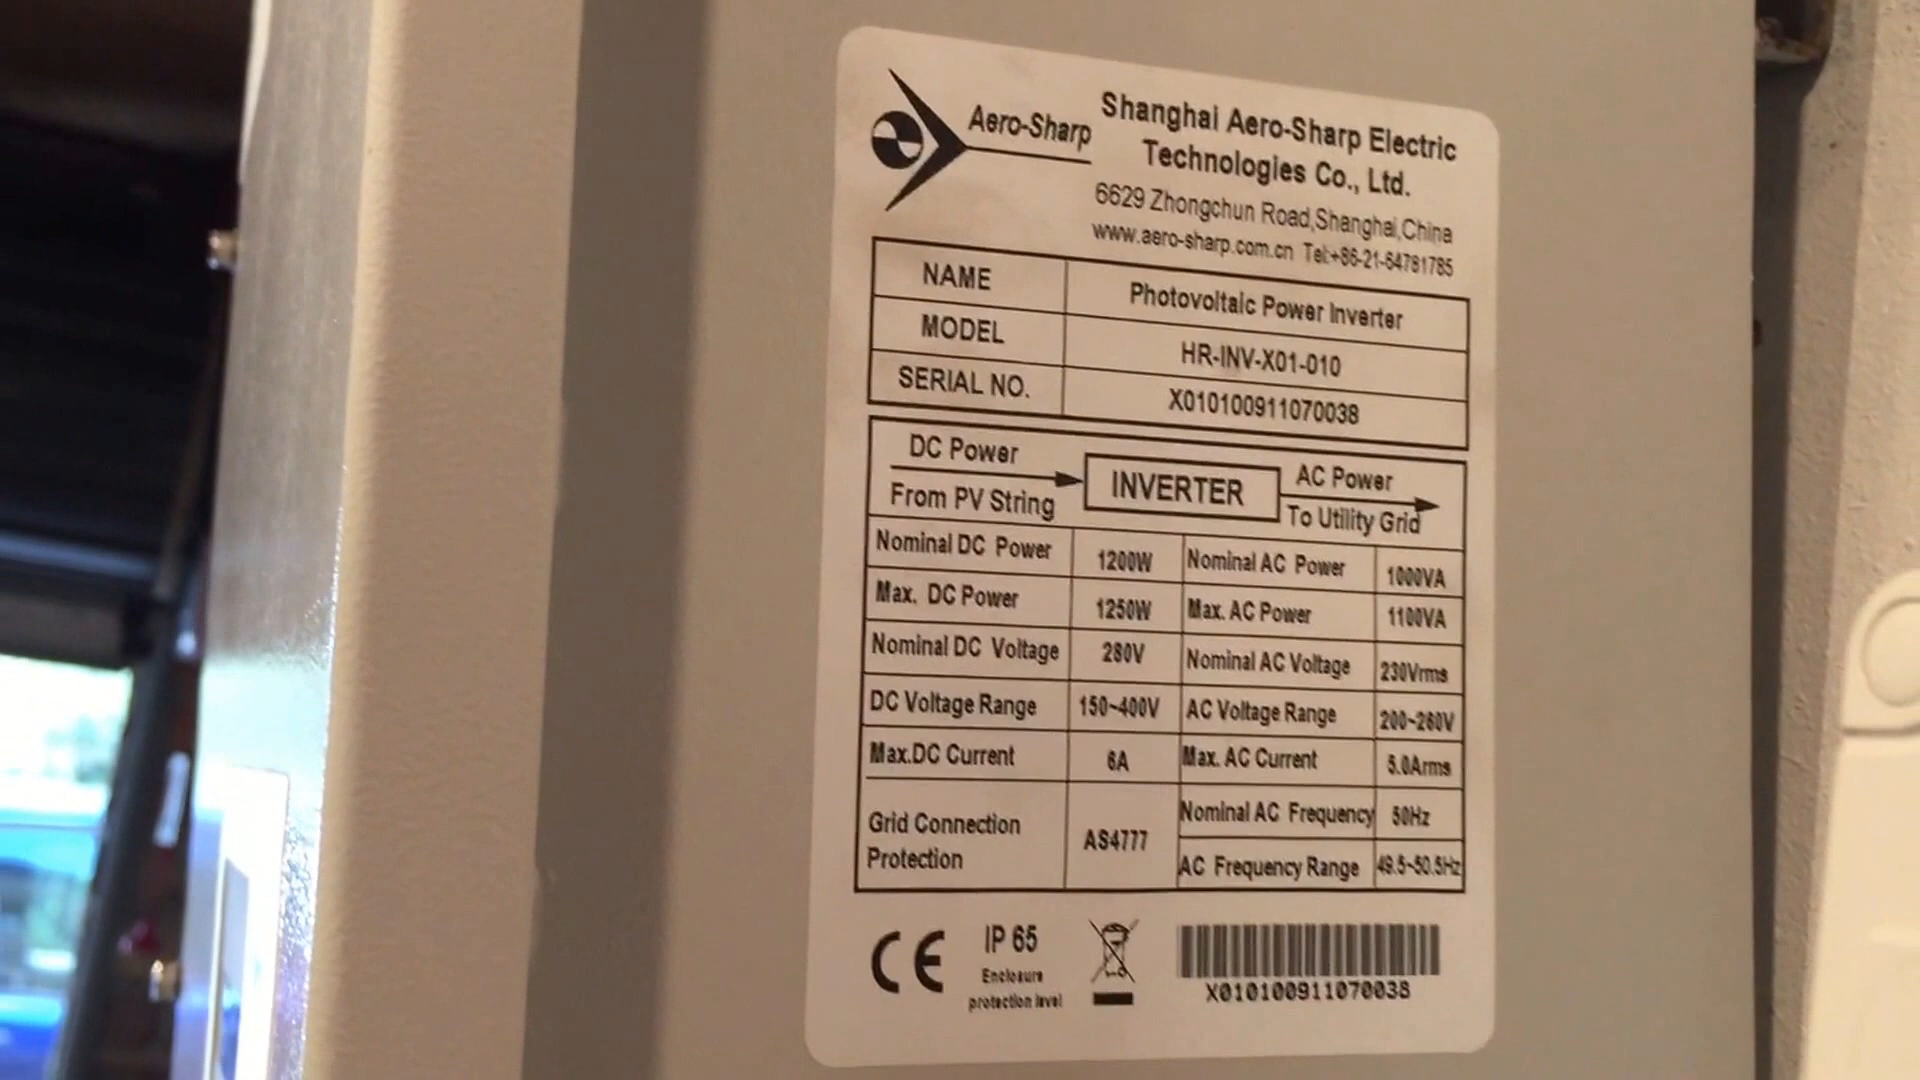 Aero-Sharp
Shanghai Aero-Sharp Electric
Technologies Co., Ltd.
6629 Zhongchun Road,Shanghai,China
www.aero-sharp.com.cn Tel:+86-21-64781785
NAME Photovoltaic Power Inverter
MODEL HR-INV-X01-010
SERIAL NO. X010100911070038
DC Power
From PV String
INVERTER
AC Power
To Utility Grid
Nominal DC Power 1200W Nominal AC Power 1000VA
Max. DC Power 1250W Max. AC Power 1100VA
Nominal DC Voltage 280V Nominal AC Voltage 230Vrms
DC Voltage Range 150~400V AC Voltage Range 200~260V
Max.DC Current 6A Max. AC Current 5.0Arms
Grid Connection
Protection
AS4777
Nominal AC Frequency 50Hz
AC Frequency Range 49.5~50.5Hz
CE
IP 65
Enclosure
protection level
X010100911070038